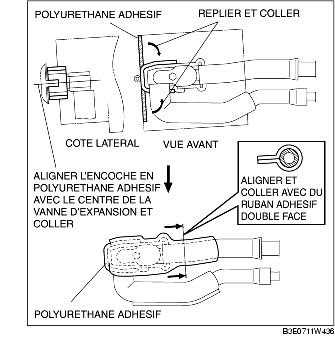 POLYURETHANE ADHESIF
REPLIER ET COLLER
COTE LATERAL
VUE AVANT
ALIGNER L'ENCOCHE EN
POLYURETHANE ADHESIF
AVEC LE CENTRE DE LA
VANNE D'EXPANSION ET
COLLER
ALIGNER ET
COLLER AVEC DU
RUBAN ADHESIF
DOUBLE FACE
POLYURETHANE ADHESIF
B3E0711W436